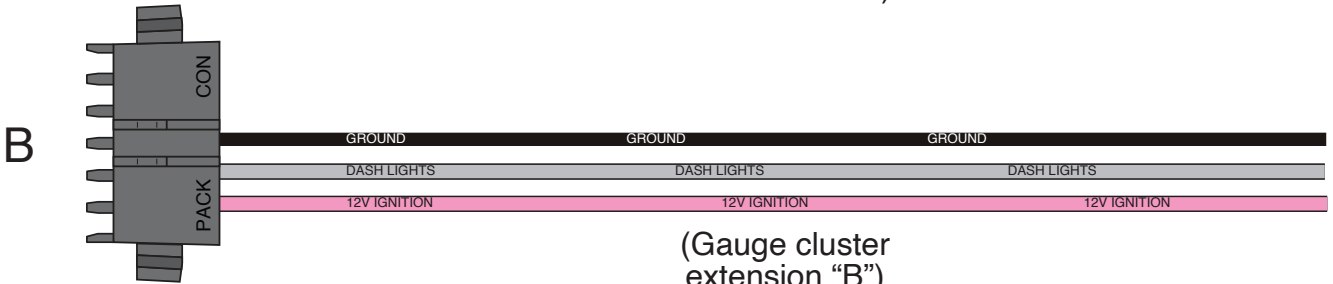 B
CON
PACK
GROUND GROUND GROUND
DASH LIGHTS DASH LIGHTS DASH LIGHTS
12V IGNITION 12V IGNITION 12V IGNITION
(Gauge cluster
extension “B”)